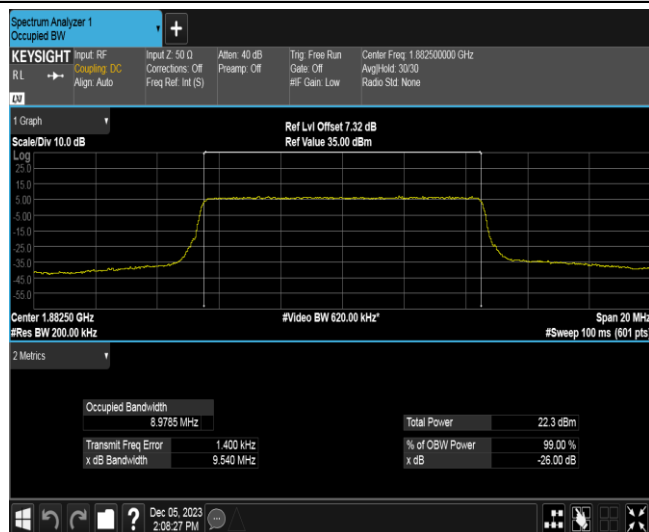 Spectrum Analyzer 1
Occupied BW
+
KEYSIGHT Input: RF Input Z: 50 Ω Atten: 40 dB Trig: Free Run Center Freq: 1.882500000 GHz
RL Coupling: DC Corrections: Off Preamp: Off Gate: Off Avg|Hold: 30/30
Align: Auto Freq Ref: Int (S) #IF Gain: Low Radio Std: None
LXI
1 Graph Ref Lvl Offset 7.32 dB
Scale/Div 10.0 dB Ref Value 35.00 dBm
Log
25.0
15.0
5.00
-5.00
-15.0
-25.0
-35.0
-45.0
-55.0
Center 1.88250 GHz #Video BW 620.00 kHz* Span 20 MHz
#Res BW 200.00 kHz #Sweep 100 ms (601 pts
2 Metrics
Occupied Bandwidth
8.9785 MHz Total Power 22.3 dBm
Transmit Freq Error 1.400 kHz % of OBW Power 99.00 %
x dB Bandwidth 9.540 MHz x dB -26.00 dB
? Dec 05, 2023
2:08:27 PM